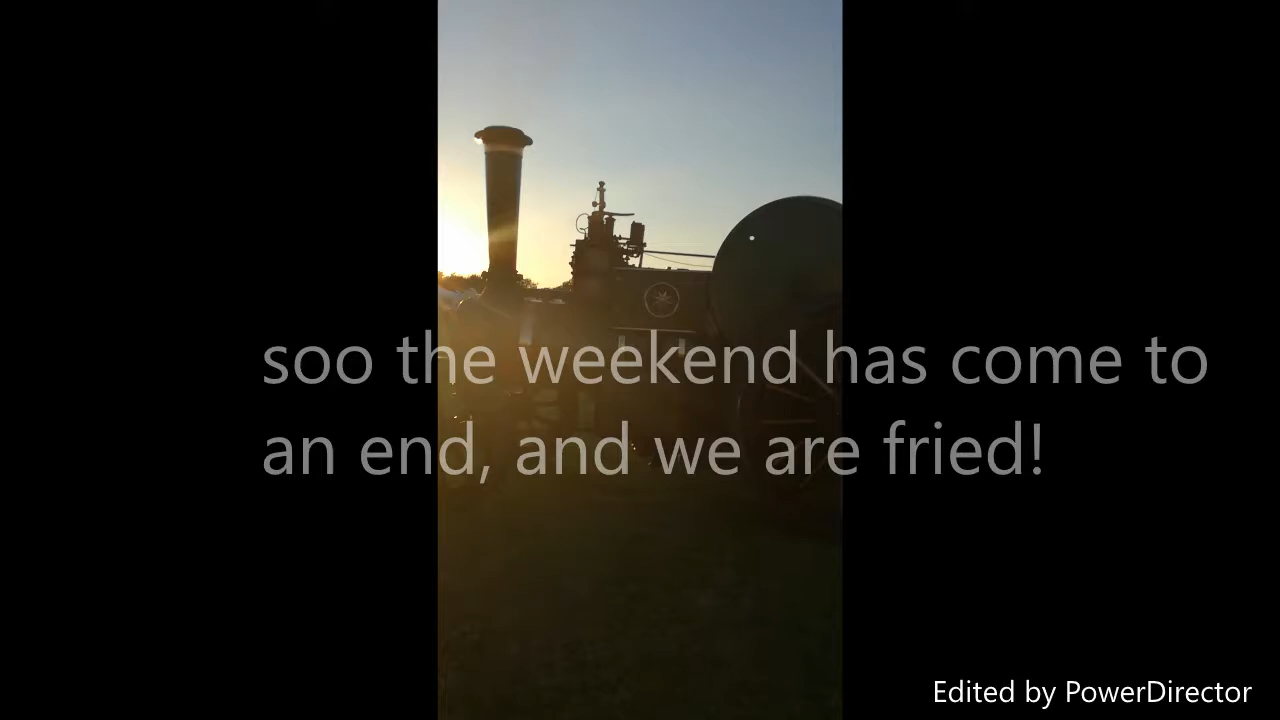 soo the weekend has come to
an end, and we are fried!
Edited by PowerDirector